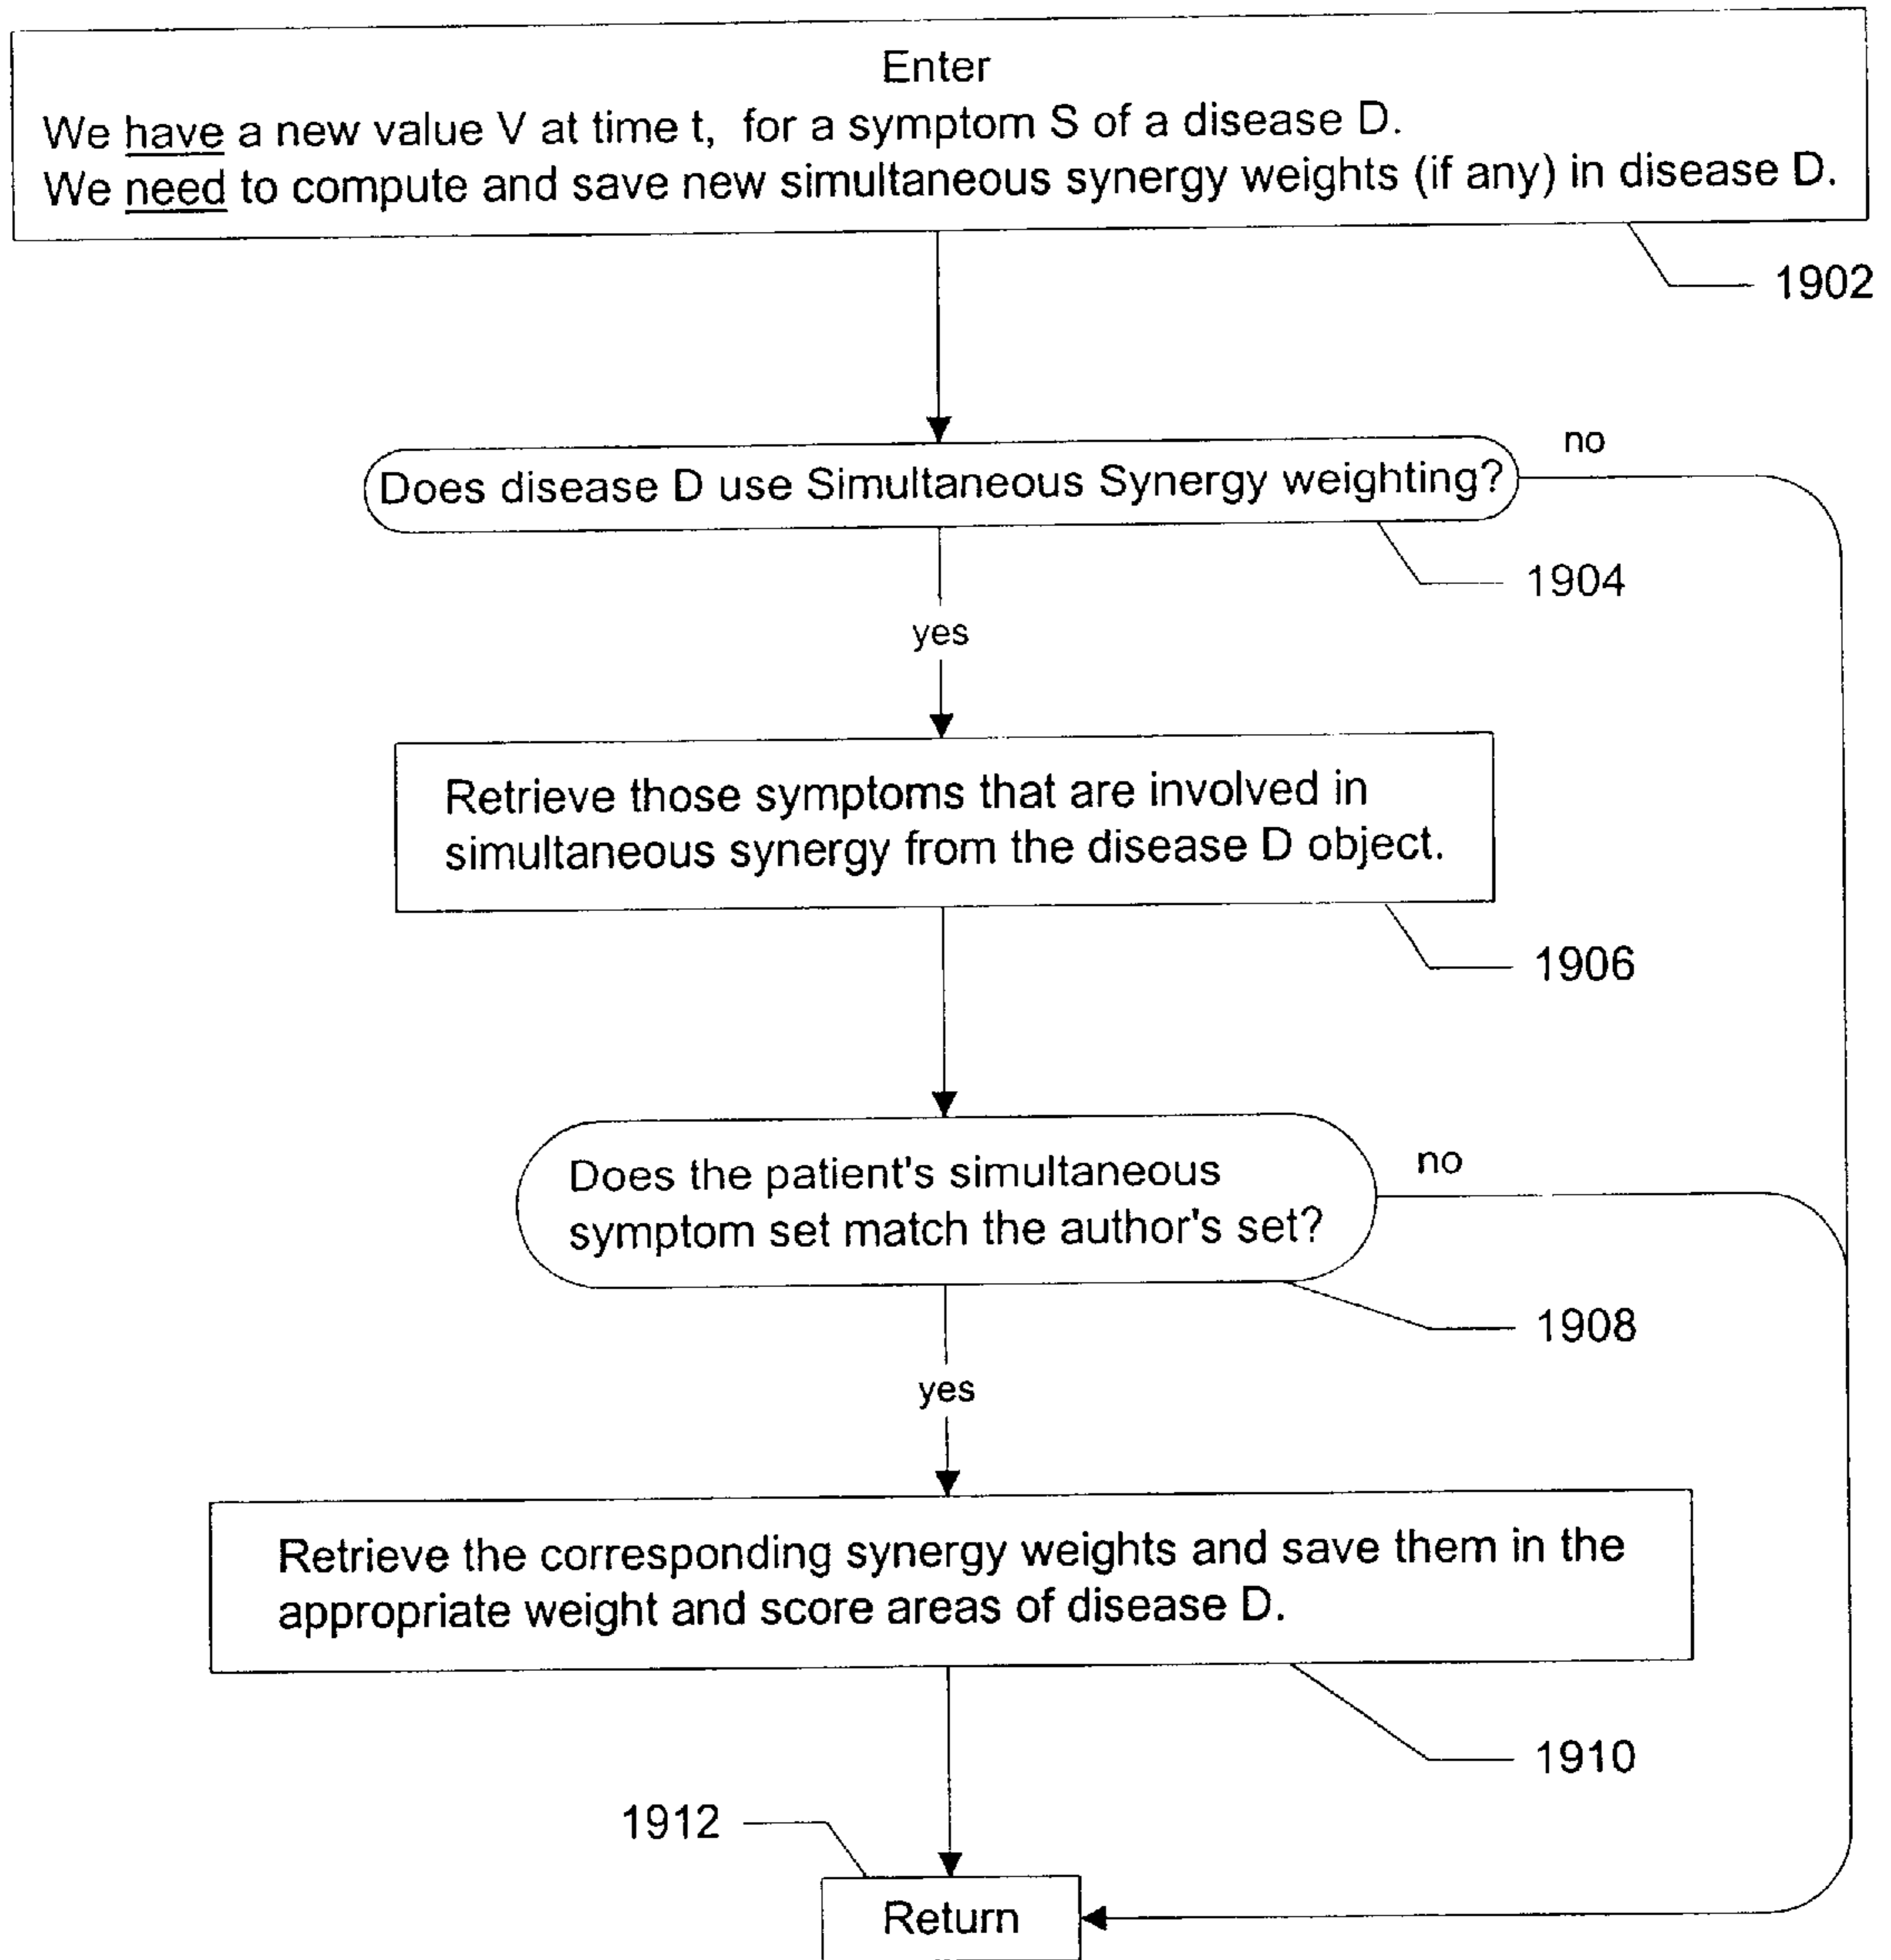 Enter
We have a new value V at time t, for a symptom S of a disease D.
We need to compute and save new simultaneous synergy weights (if any) in disease D.
1902
Does disease D use Simultaneous Synergy weighting?
no
1904
yes
Retrieve those symptoms that are involved in
simultaneous synergy from the disease D object.
1906
Does the patient's simultaneous
symptom set match the author's set?
no
1908
yes
Retrieve the corresponding synergy weights and save them in the
appropriate weight and score areas of disease D.
1910
1912
Return